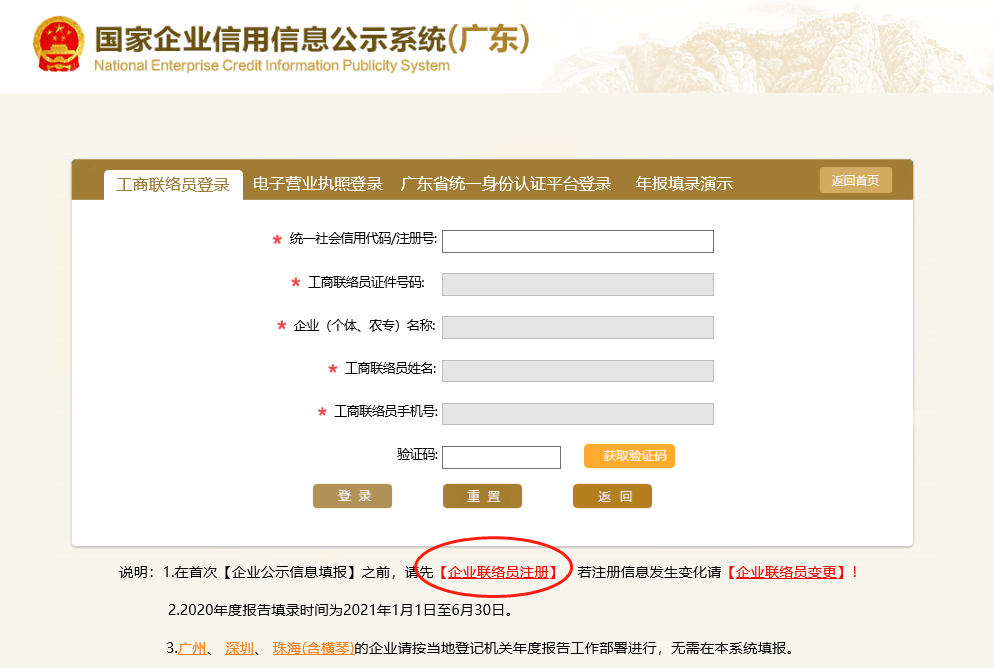 国家企业信用信息公示系统(广东)
National Enterprise Credit Information Publicity System
工商联络员登录 电子营业执照登录 广东省统一身份认证平台登录 年报填录演示 返回首页
* 统一社会信用代码/注册号:
* 工商联络员证件号码:
* 企业（个体、农专）名称:
* 工商联络员姓名:
* 工商联络员手机号:
验证码: 获取验证码
登 录 重 置 返 回
说明：1.在首次【企业公示信息填报】之前，请先【企业联络员注册】 若注册信息发生变化请【企业联络员变更】！
2.2020年度报告填录时间为2021年1月1日至6月30日。
3.广州、 深圳、 珠海(含横琴)的企业请按当地登记机关年度报告工作部署进行，无需在本系统填报。